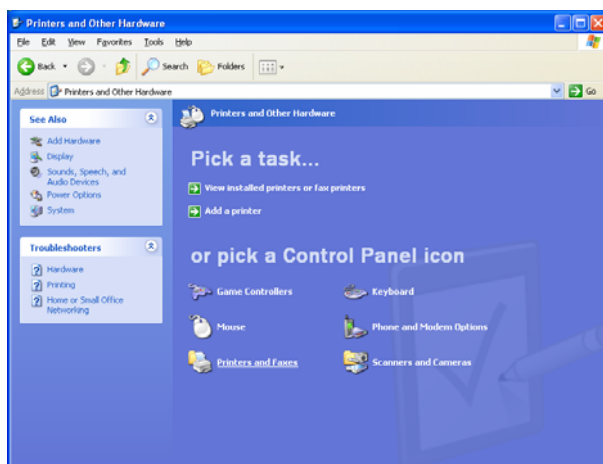 Printers and Other Hardware
File Edit View Favorites Tools Help
Back Search Folders
Address Printers and Other Hardware Go
See Also
Add Hardware
Display
Sounds, Speech, and
Audio Devices
Power Options
System
Troubleshooters
Hardware
Printing
Home or Small Office
Networking
Printers and Other Hardware
Pick a task...
View installed printers or fax printers
Add a printer
or pick a Control Panel icon
Game Controllers Keyboard
Mouse Phone and Modem Options
Printers and Faxes Scanners and Cameras